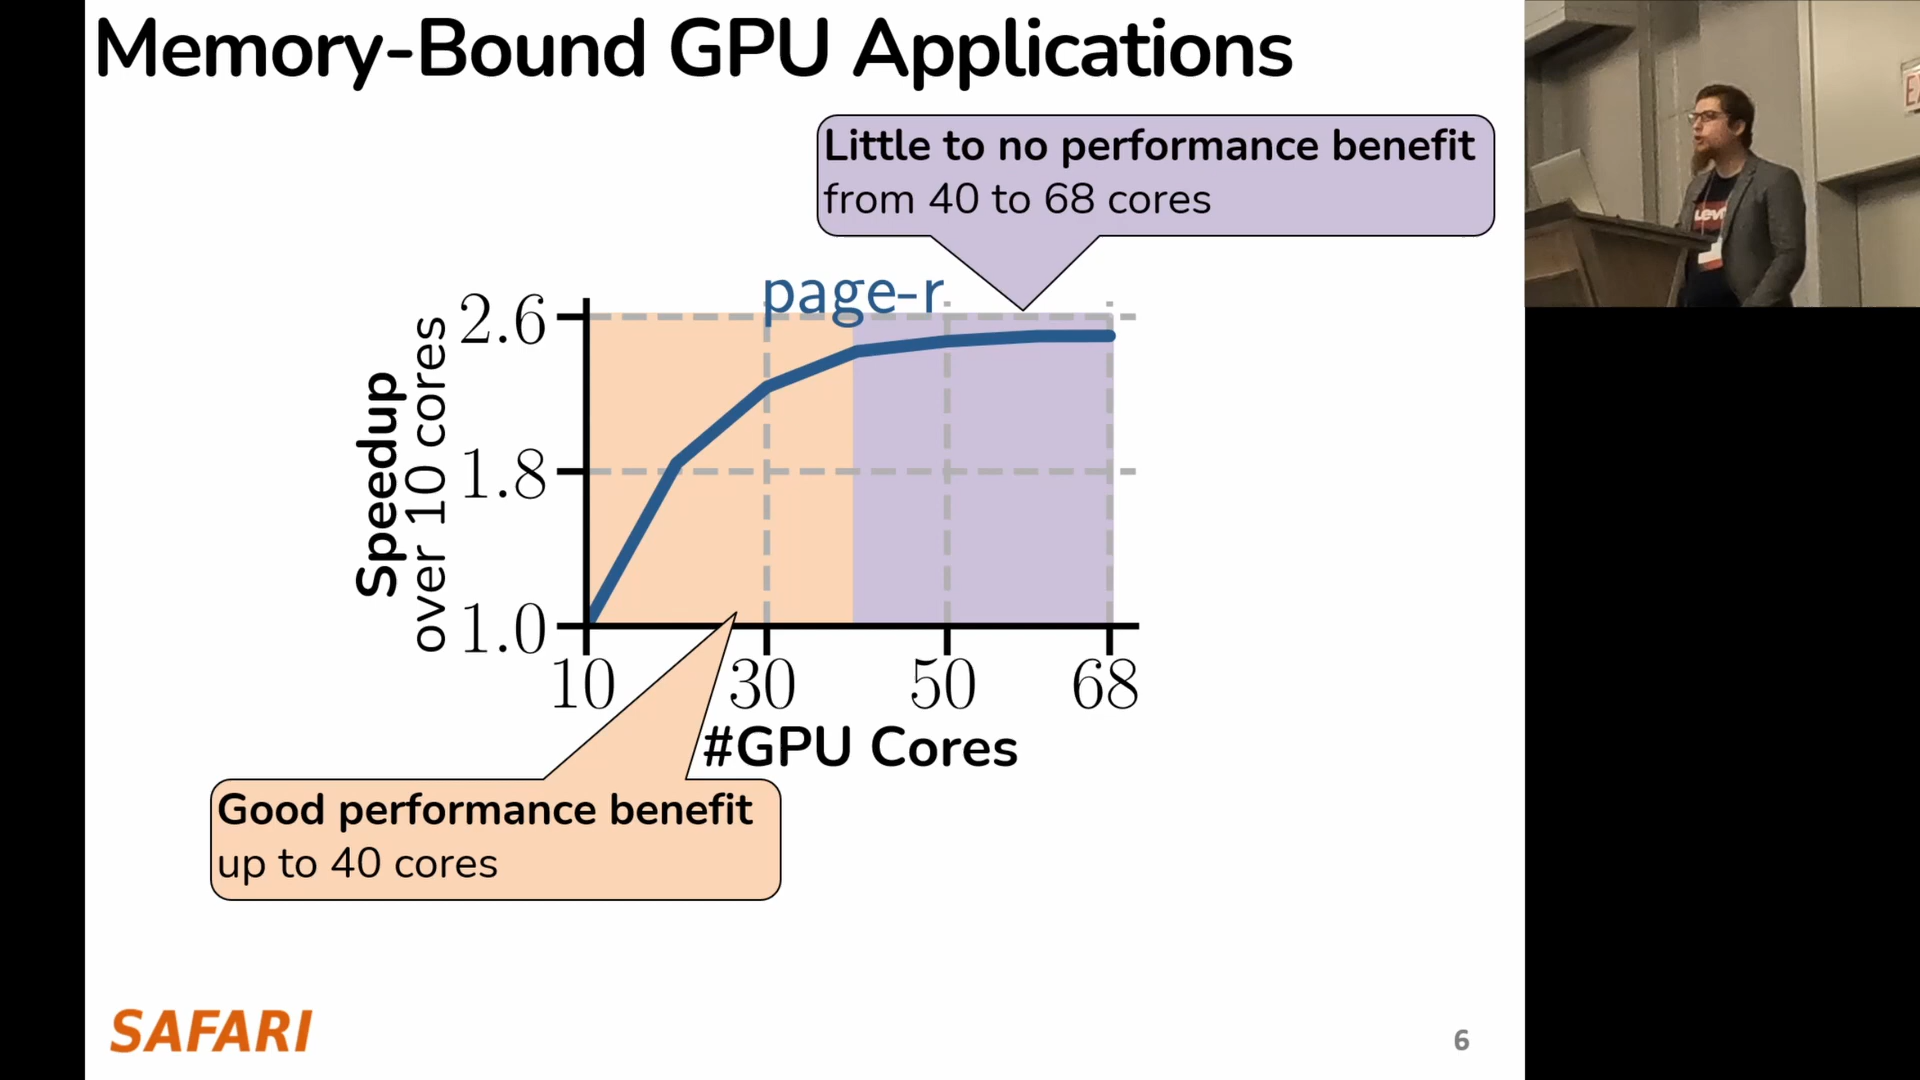 Memory-Bound GPU Applications
Little to no performance benefit
from 40 to 68 cores
page-r
Speedup
over 10 cores
2.6
1.8
1.0
10 30 50 68
#GPU Cores
Good performance benefit
up to 40 cores
SAFARI
6